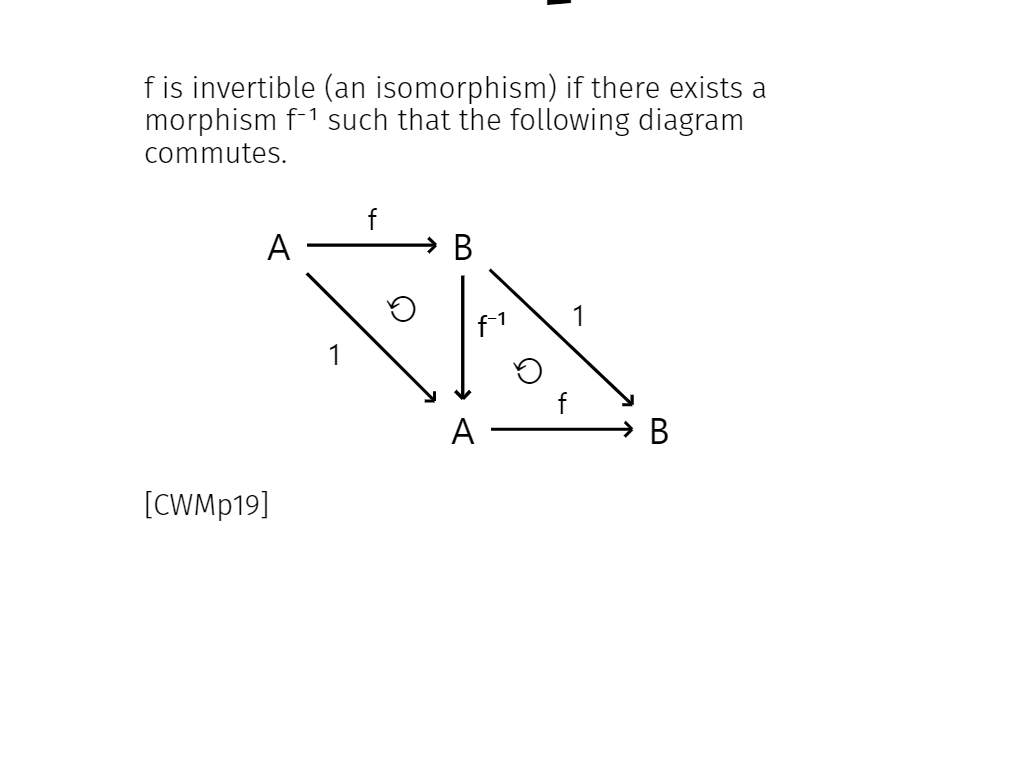 f is invertible (an isomorphism) if there exists a
morphism f⁻¹ such that the following diagram
commutes.
f
A B
1 f⁻¹ 1
f
A B
[CWMp19]